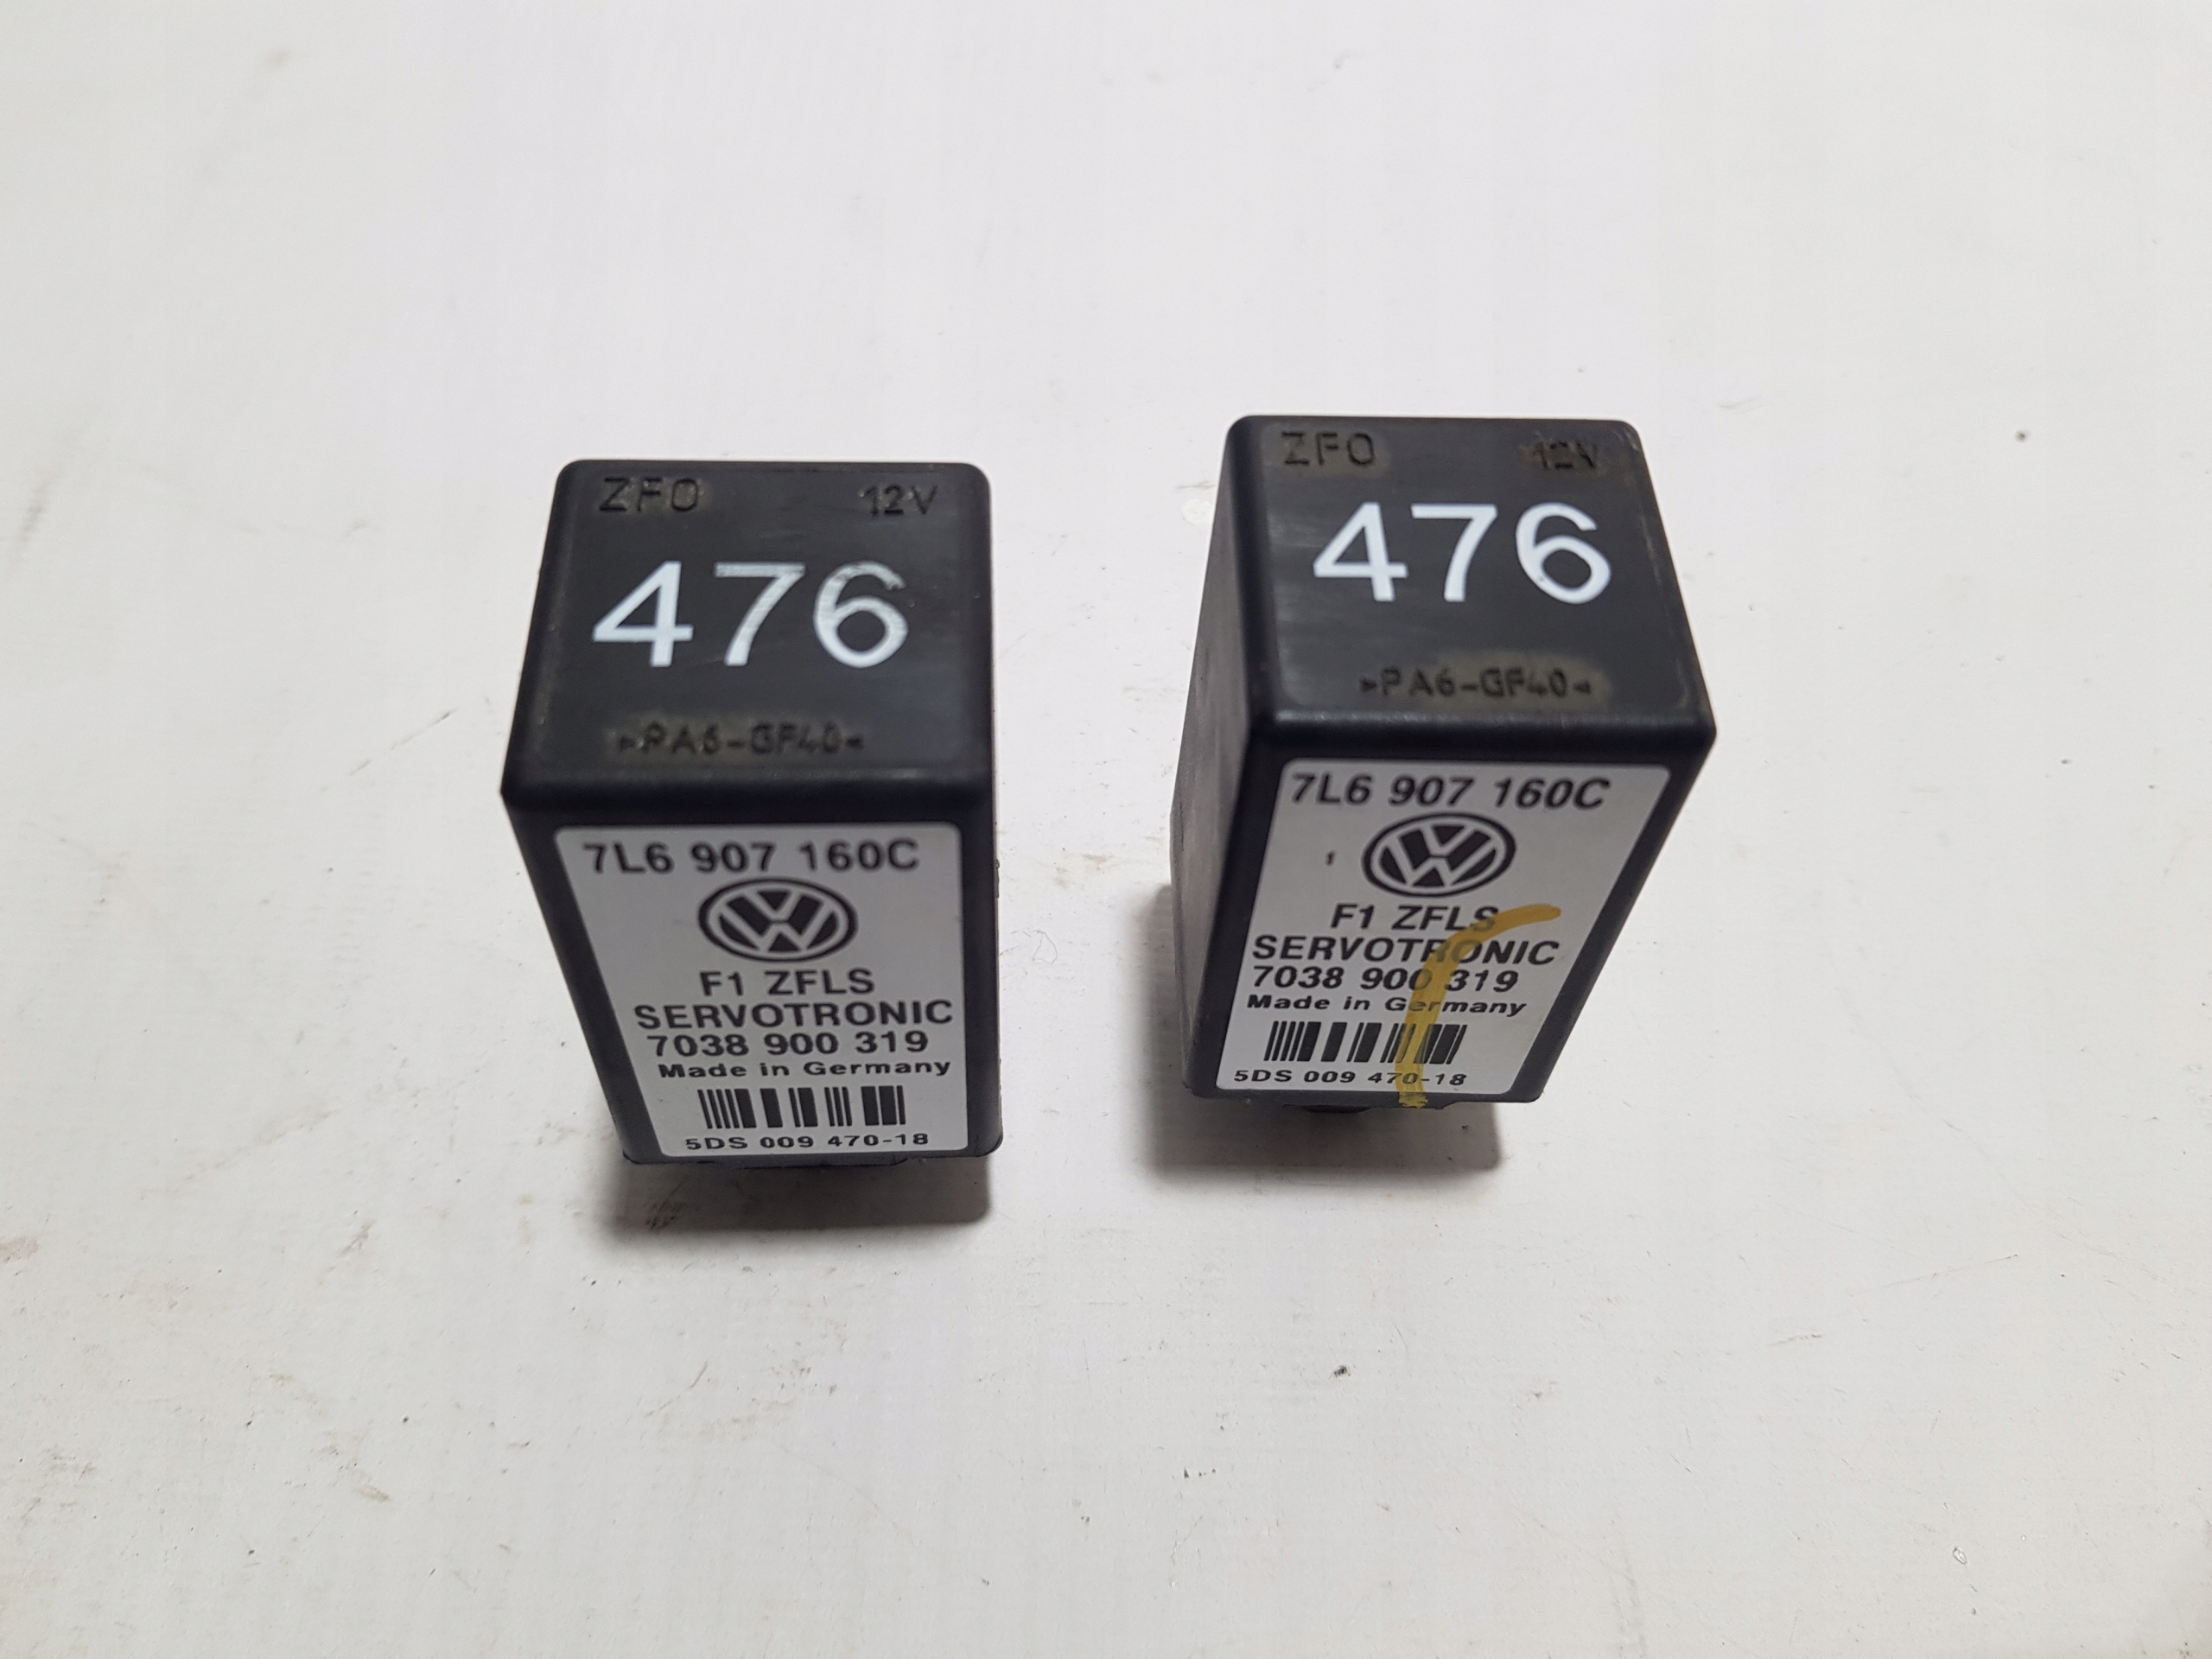 ZFO 12V
476
►PA6-GF40◄
7L6 907 160C
F1 ZFLS
SERVOTRONIC
7038 900 319
Made in Germany
5DS 009 470-18
ZFO 12V
476
►PA6-GF40◄
7L6 907 160C
F1 ZFLS
SERVOTRONIC
7038 900 319
Made in Germany
5DS 009 470-18